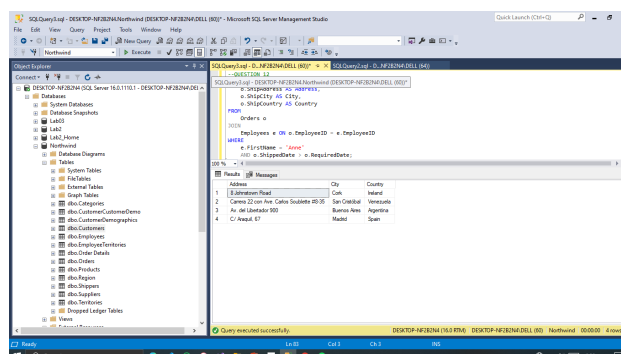 SQLQuery3.sql - DESKTOP-NF2B2N4.Northwind (DESKTOP-NF2B2N4\DELL (60))* - Microsoft SQL Server Management Studio
Quick Launch (Ctrl+Q)
File Edit View Query Project Tools Window Help
New Query
Northwind
Execute
Object Explorer
SQLQuery3.sql - D...NF2B2N4\DELL (60))*
SQLQuery2.sql - D...NF2B2N4\DELL (64))
Connect
--QUESTION 12
SQLQuery3.sql - DESKTOP-NF2B2N4.Northwind (DESKTOP-NF2B2N4\DELL (60))*
DESKTOP-NF2B2N4 (SQL Server 16.0.1110.1 - DESKTOP-NF2B2N4\DEL
o.ShipAddress AS Address,
Databases
o.ShipCity AS City,
System Databases
o.ShipCountry AS Country
Database Snapshots
FROM
Lab03
Orders o
Lab2
JOIN
Lab2_Home
Employees e ON o.EmployeeID = e.EmployeeID
Northwind
WHERE
Database Diagrams
e.FirstName = 'Anne'
Tables
AND o.ShippedDate > o.RequiredDate;
System Tables
100 %
FileTables
Results Messages
External Tables
Graph Tables
Address City Country
dbo.Categories
1 8 Johnstown Road Cork Ireland
dbo.CustomerCustomerDemo
2 Carrera 22 con Ave. Carlos Soublette #8-35 San Cristóbal Venezuela
dbo.CustomerDemographics
3 Av. del Libertador 900 Buenos Aires Argentina
dbo.Customers
4 C/ Araquil, 67 Madrid Spain
dbo.Employees
dbo.EmployeeTerritories
dbo.Order Details
dbo.Orders
dbo.Products
dbo.Region
dbo.Shippers
dbo.Suppliers
dbo.Territories
Dropped Ledger Tables
Views
Query executed successfully.
DESKTOP-NF2B2N4 (16.0 RTM) DESKTOP-NF2B2N4\DELL (60) Northwind 00:00:00 4 rows
Ready
Ln 83 Col 3 Ch 3 INS